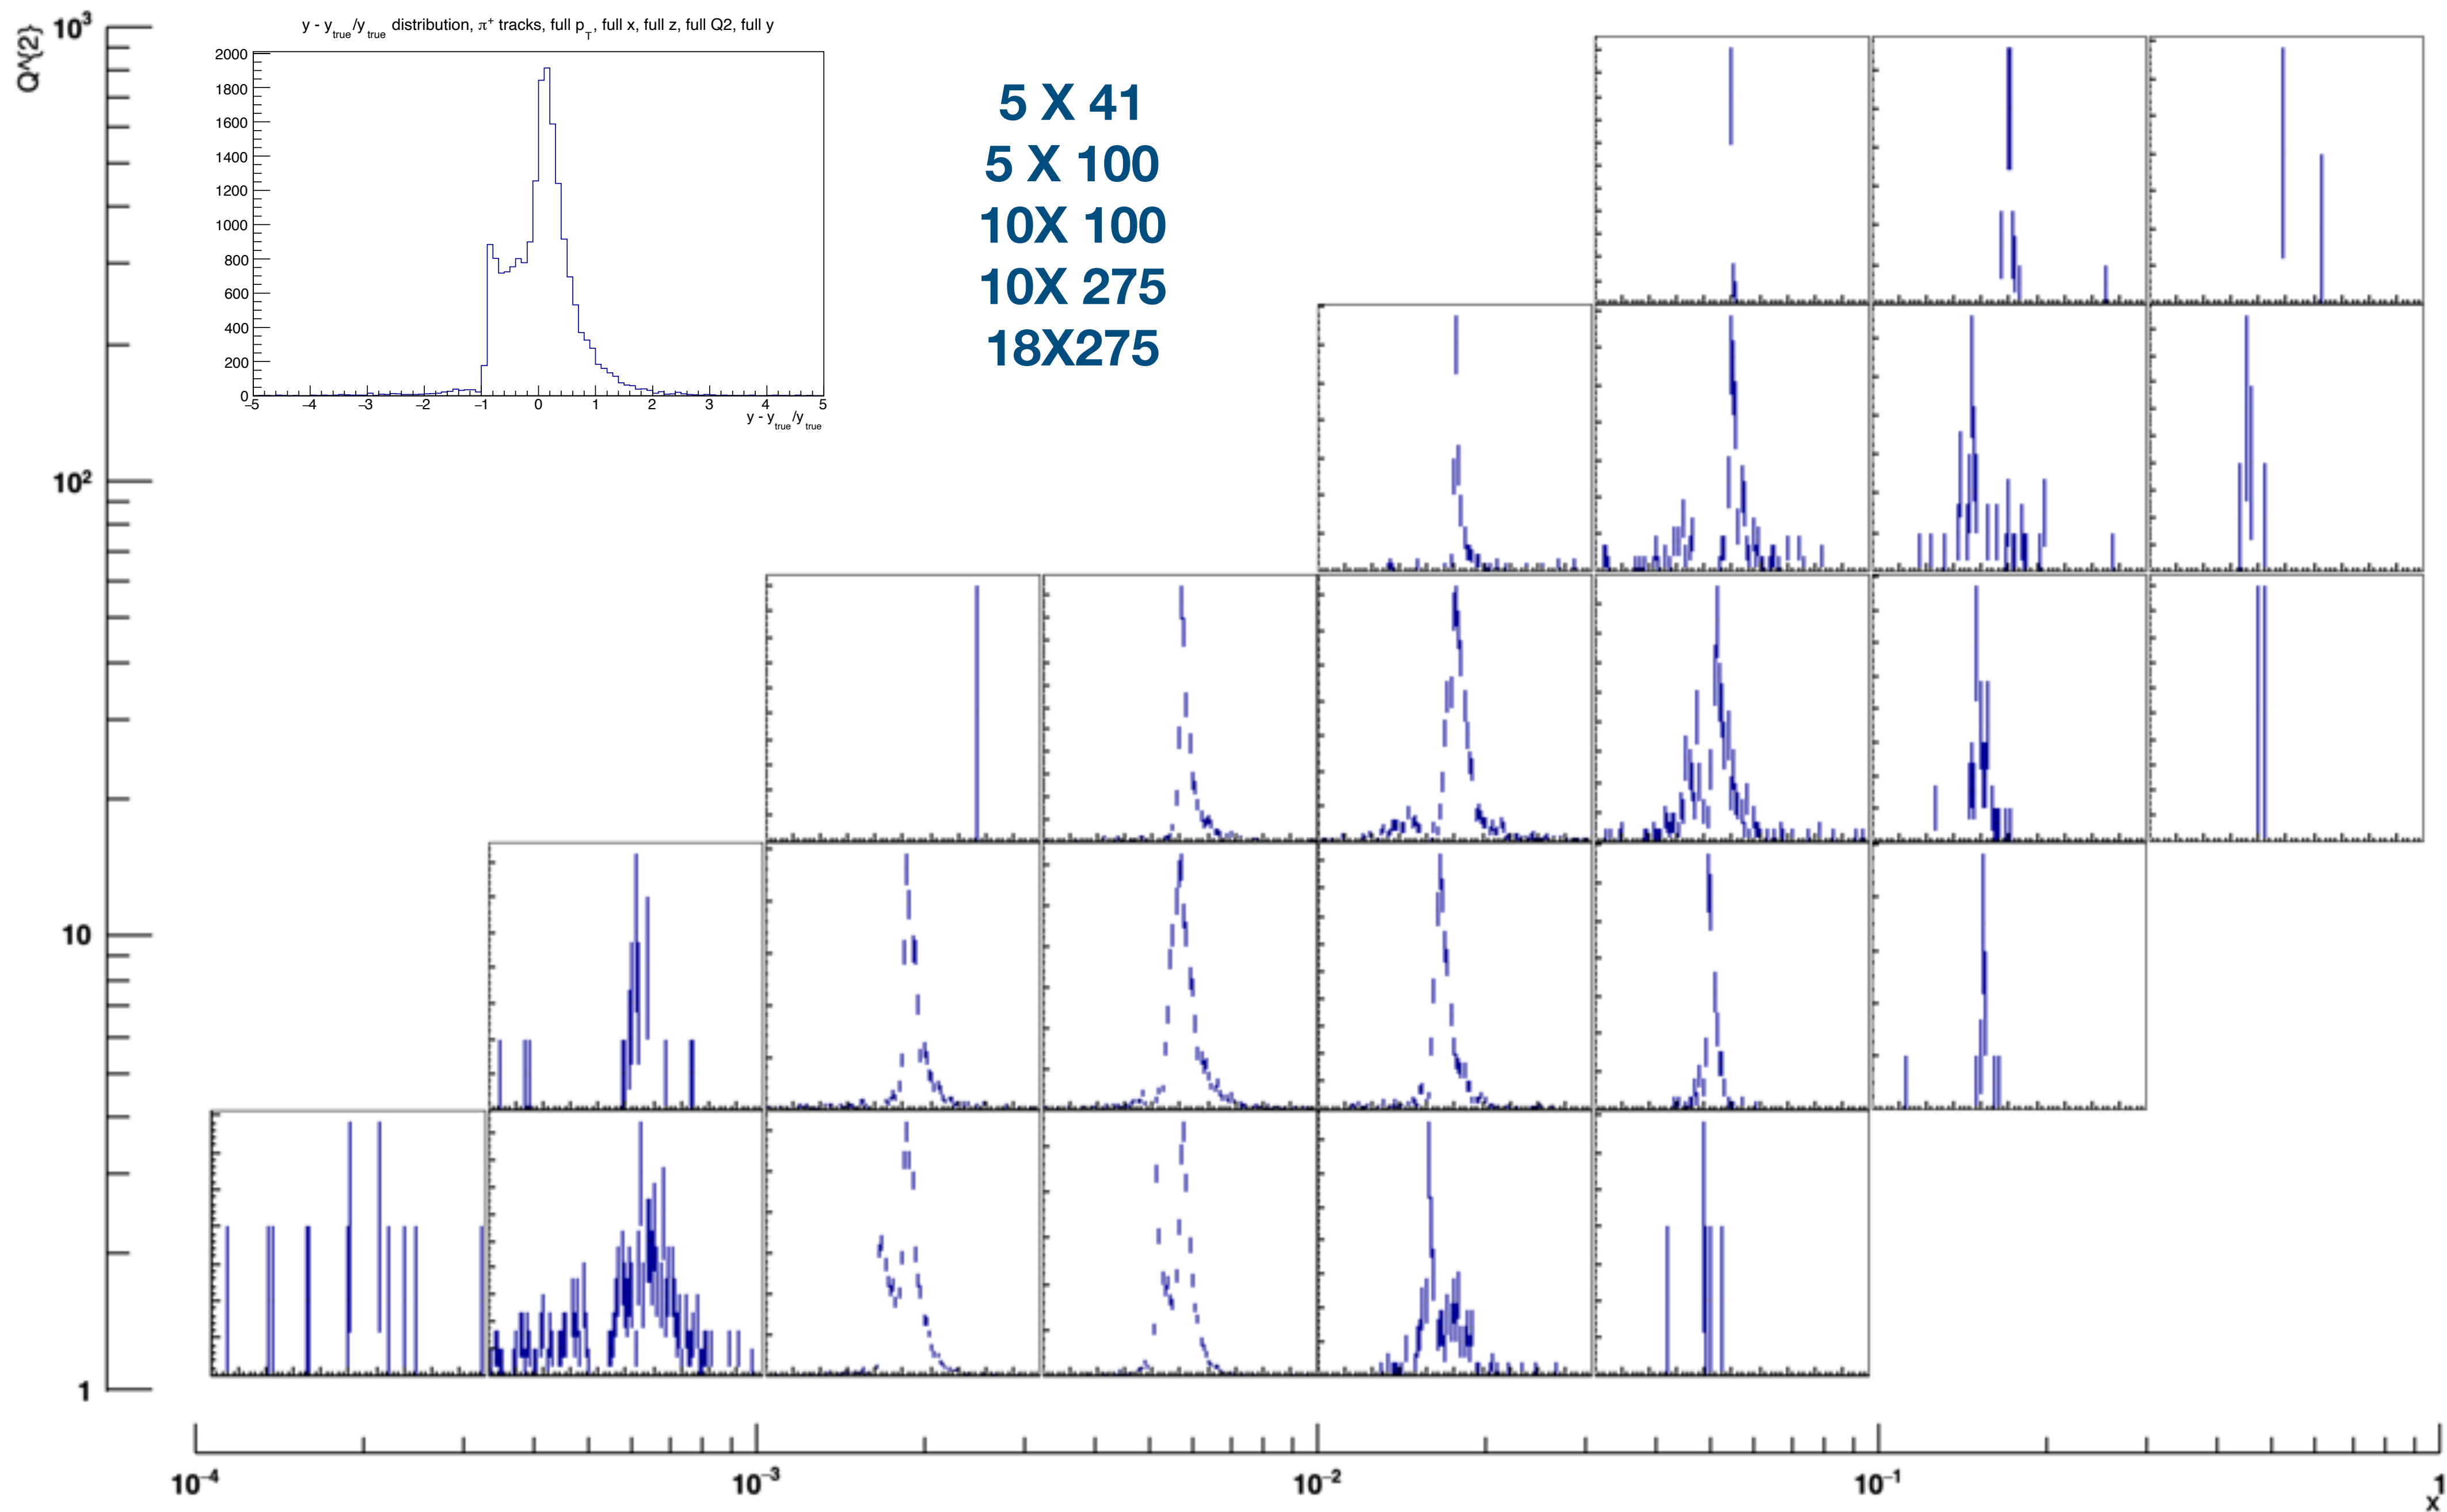 y - y_true/y_true distribution, π⁺ tracks, full p_T, full x, full z, full Q2, full y
2000
1800
1600
1400
1200
1000
800
600
400
200
0
−5 −4 −3 −2 −1 0 1 2 3 4 5
y - y_true/y_true
5 X 41
5 X 100
10X 100
10X 275
18X275
Q^{2}
10³
10²
10
1
10⁻⁴ 10⁻³ 10⁻² 10⁻¹ 1
x